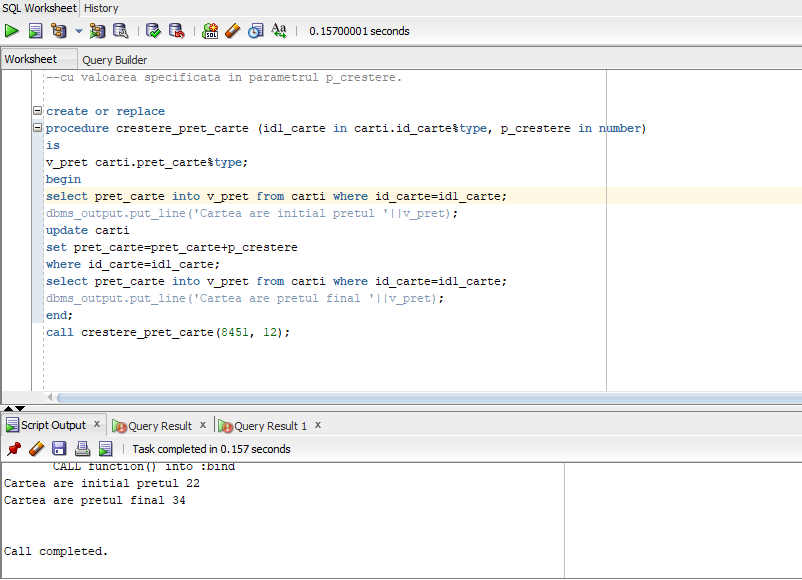 SQL Worksheet History
0.15700001 seconds
Worksheet Query Builder
--cu valoarea specificata in parametrul p_crestere.
create or replace
procedure crestere_pret_carte (idl_carte in carti.id_carte%type, p_crestere in number)
is
v_pret carti.pret_carte%type;
begin
select pret_carte into v_pret from carti where id_carte=idl_carte;
dbms_output.put_line('Cartea are initial pretul '||v_pret);
update carti
set pret_carte=pret_carte+p_crestere
where id_carte=idl_carte;
select pret_carte into v_pret from carti where id_carte=idl_carte;
dbms_output.put_line('Cartea are pretul final '||v_pret);
end;
call crestere_pret_carte(8451, 12);
Script Output x Query Result x Query Result 1 x
Task completed in 0.157 seconds
CALL function() into :bind
Cartea are initial pretul 22
Cartea are pretul final 34
Call completed.